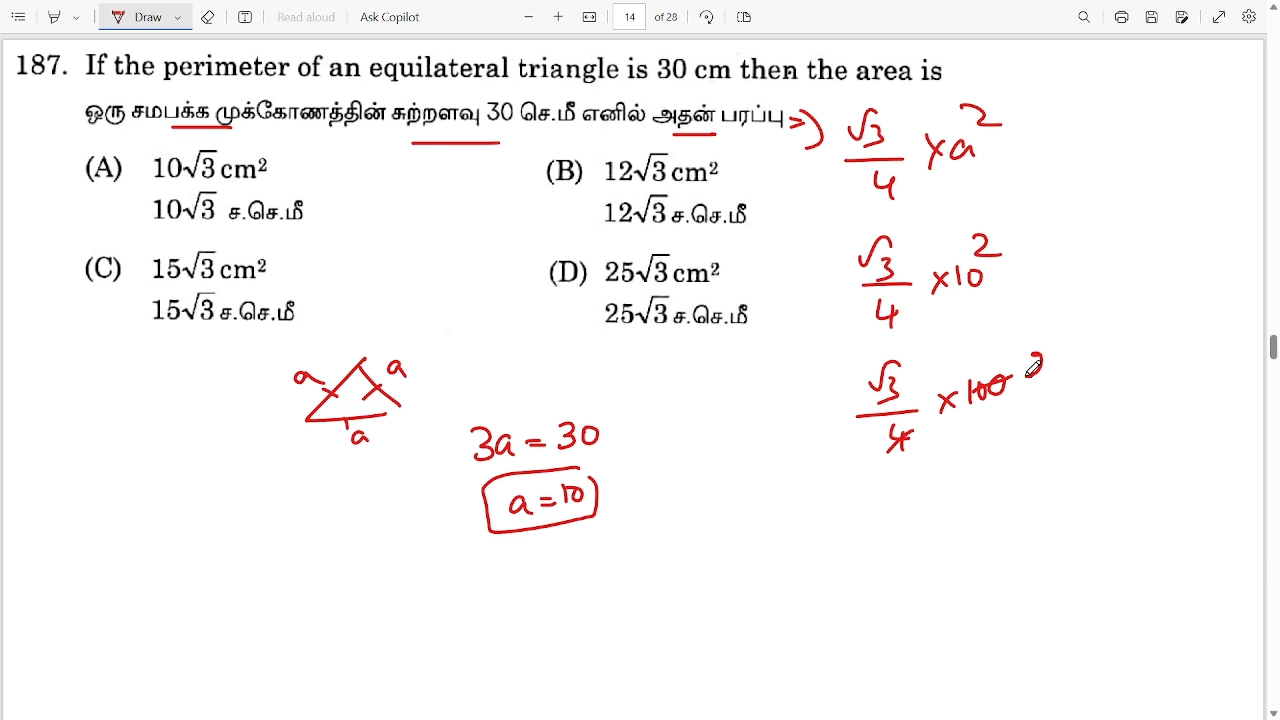 Draw
Read aloud
Ask Copilot
14 of 28
187. If the perimeter of an equilateral triangle is 30 cm then the area is
ஒரு சமபக்க முக்கோணத்தின் சுற்றளவு 30 செ.மீ எனில் அதன் பரப்பு =>
√3/4 × a²
(A) 10√3 cm²
(B) 12√3 cm²
10√3 ச.செ.மீ
12√3 ச.செ.மீ
(C) 15√3 cm²
(D) 25√3 cm²
15√3 ச.செ.மீ
25√3 ச.செ.மீ
√3/4 × 10²
a a
a
3a = 30
a = 10
√3/4 × 100